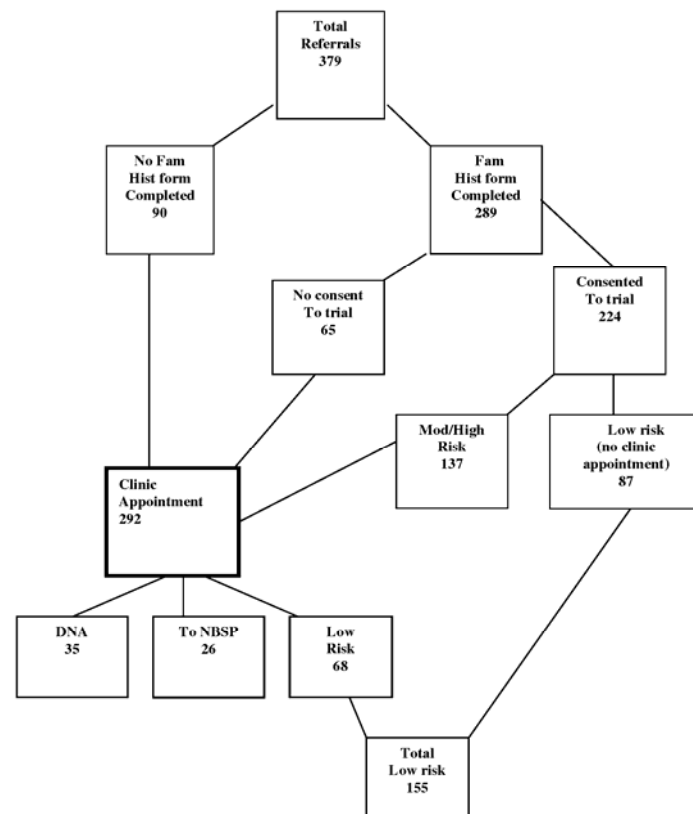 Total
Referrals
379
No Fam
Hist form
Completed
90
Fam
Hist form
Completed
289
No consent
To trial
65
Consented
To trial
224
Mod/High
Risk
137
Low risk
(no clinic
appointment)
87
Clinic
Appointment
292
DNA
35
To NBSP
26
Low
Risk
68
Total
Low risk
155